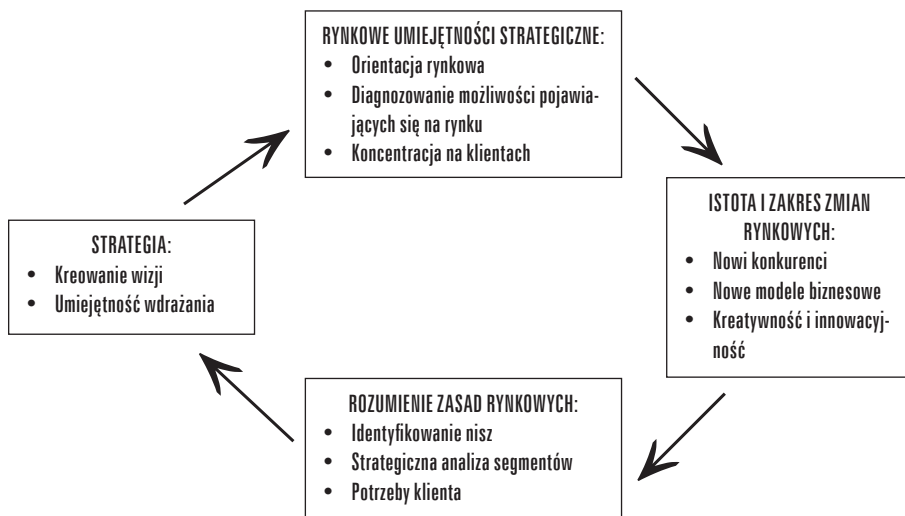 RYNKOWE UMIEJĘTNOŚCI STRATEGICZNE:
• Orientacja rynkowa
• Diagnozowanie możliwości pojawia-
jących się na rynku
• Koncentracja na klientach
ISTOTA I ZAKRES ZMIAN
RYNKOWYCH:
• Nowi konkurenci
• Nowe modele biznesowe
• Kreatywność i innowacyj-
ność
ROZUMIENIE ZASAD RYNKOWYCH:
• Identyfikowanie nisz
• Strategiczna analiza segmentów
• Potrzeby klienta
STRATEGIA:
• Kreowanie wizji
• Umiejętność wdrażania